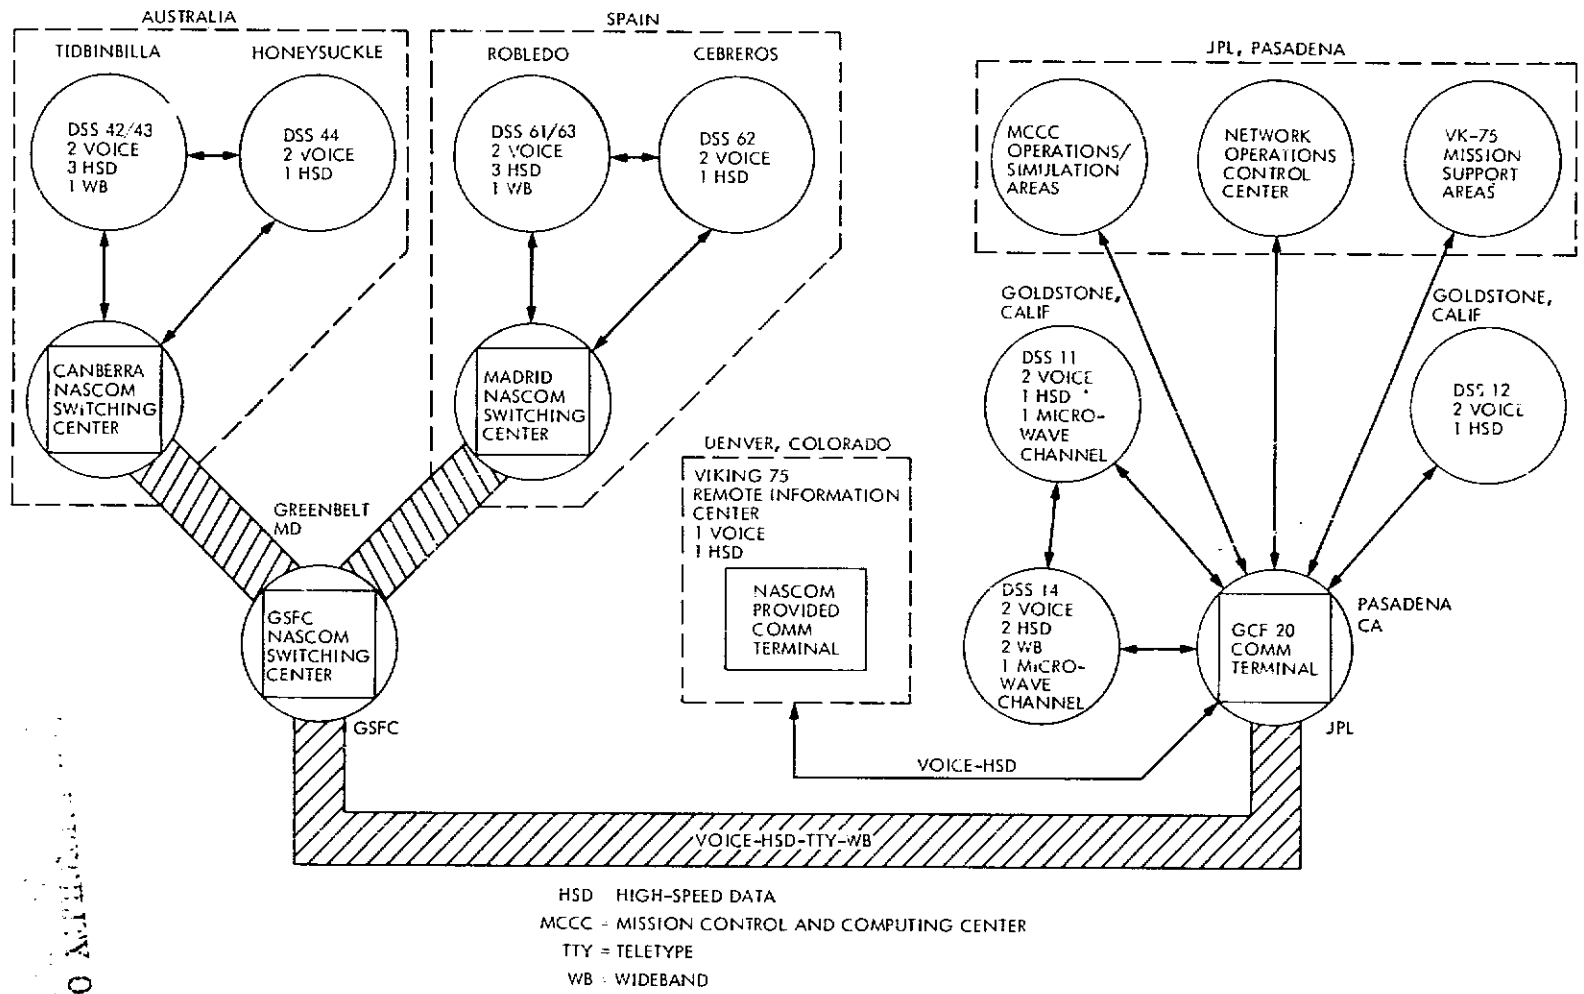 AUSTRALIA
TIDBINBILLA
HONEYSUCKLE
DSS 42/43
2 VOICE
3 HSD
1 WB
DSS 44
2 VOICE
1 HSD
CANBERRA
NASCOM
SWITCHING
CENTER
SPAIN
ROBLEDO
CEBREROS
DSS 61/63
2 VOICE
3 HSD
1 WB
DSS 62
2 VOICE
1 HSD
MADRID
NASCOM
SWITCHING
CENTER
JPL, PASADENA
MCCC
OPERATIONS/
SIMULATION
AREAS
NETWORK
OPERATIONS
CONTROL
CENTER
VK-75
MISSION
SUPPORT
AREAS
GOLDSTONE,
CALIF
DSS 11
2 VOICE
1 HSD
1 MICRO-
WAVE
CHANNEL
GOLDSTONE,
CALIF
DSS 12
2 VOICE
1 HSD
DENVER, COLORADO
VIKING 75
REMOTE INFORMATION
CENTER
1 VOICE
1 HSD
NASCOM
PROVIDED
COMM
TERMINAL
GREENBELT
MD
GSFC
NASCOM
SWITCHING
CENTER
GSFC
DSS 14
2 VOICE
2 HSD
2 WB
1 MICRO-
WAVE
CHANNEL
GCF 20
COMM
TERMINAL
PASADENA
CA
JPL
VOICE-HSD
VOICE-HSD-TTY-WB
HSD HIGH-SPEED DATA
MCCC = MISSION CONTROL AND COMPUTING CENTER
TTY = TELETYPE
WB = WIDEBAND